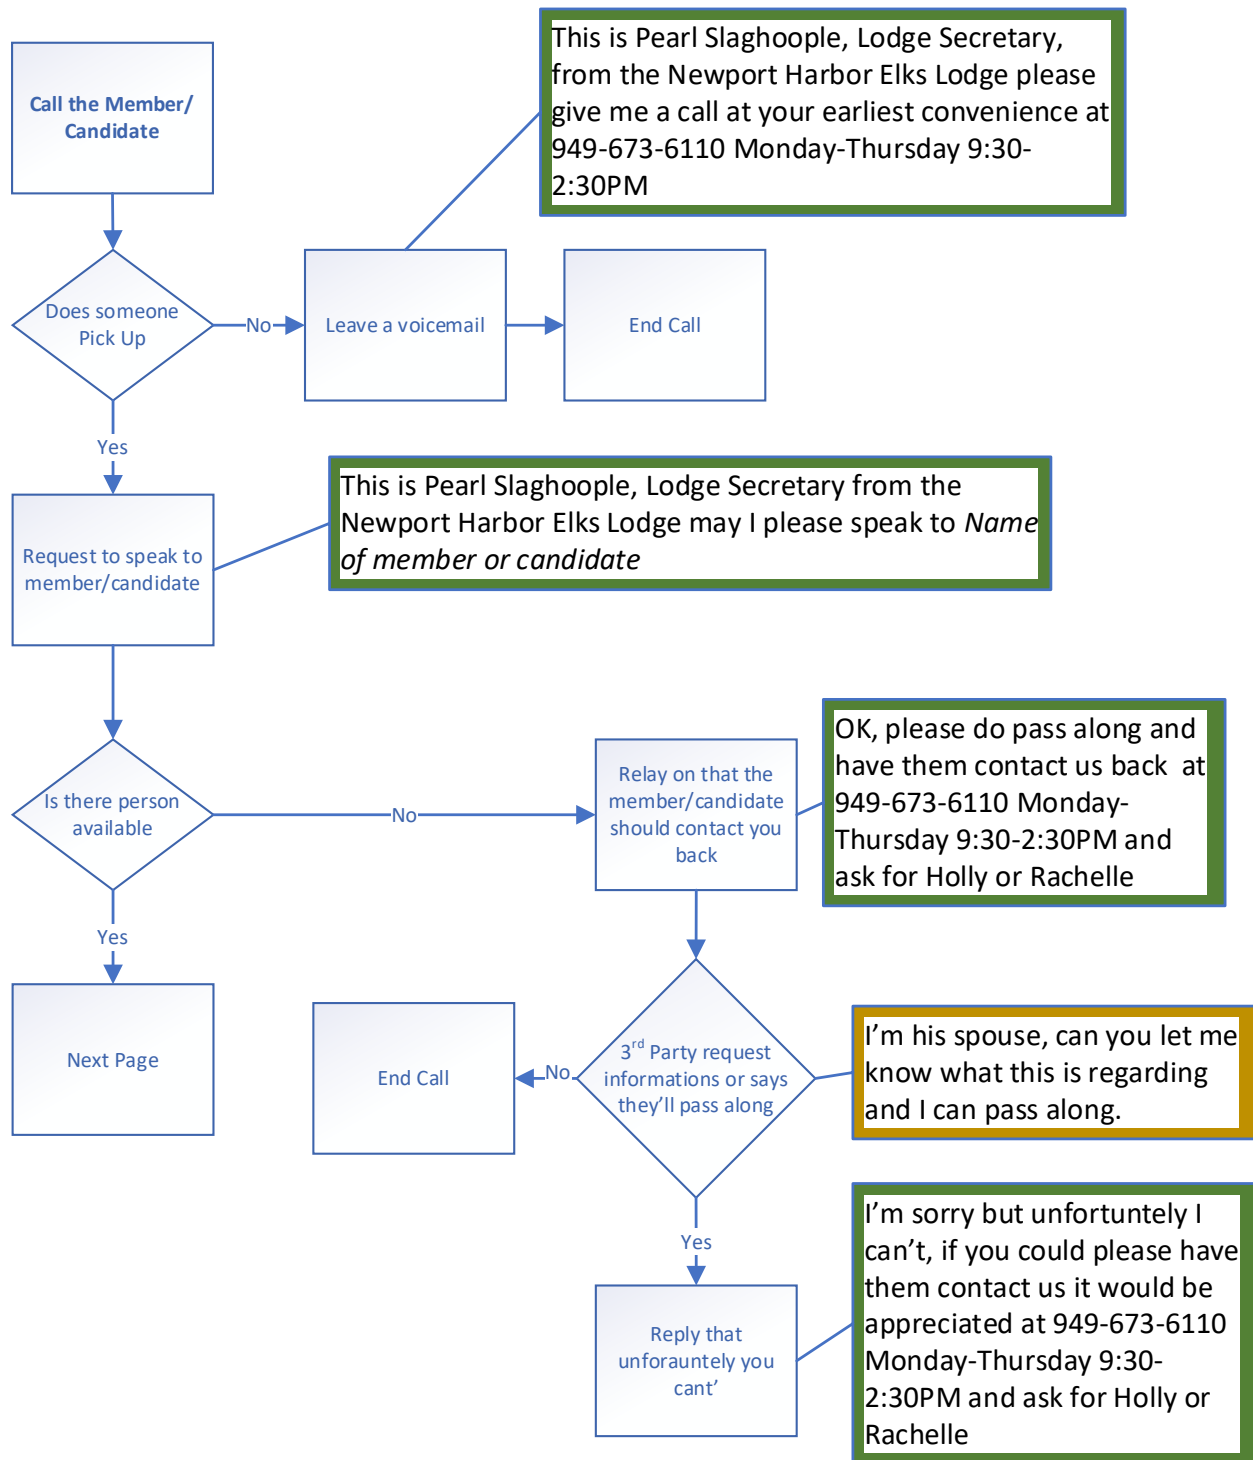 Call the Member/
Candidate
This is Pearl Slaghoople, Lodge Secretary,
from the Newport Harbor Elks Lodge please
give me a call at your earliest convenience at
949-673-6110 Monday-Thursday 9:30-
2:30PM
Does someone
Pick Up
No
Leave a voicemail
End Call
Yes
Request to speak to
member/candidate
This is Pearl Slaghoople, Lodge Secretary from the
Newport Harbor Elks Lodge may I please speak to Name
of member or candidate
Is there person
available
No
Relay on that the
member/candidate
should contact you
back
OK, please do pass along and
have them contact us back  at
949-673-6110 Monday-
Thursday 9:30-2:30PM and
ask for Holly or Rachelle
Yes
Next Page
End Call
No
3rd Party request
informations or says
they'll pass along
I'm his spouse, can you let me
know what this is regarding
and I can pass along.
Yes
Reply that
unforauntely you
cant'
I'm sorry but unfortuntely I
can't, if you could please have
them contact us it would be
appreciated at 949-673-6110
Monday-Thursday 9:30-
2:30PM and ask for Holly or
Rachelle